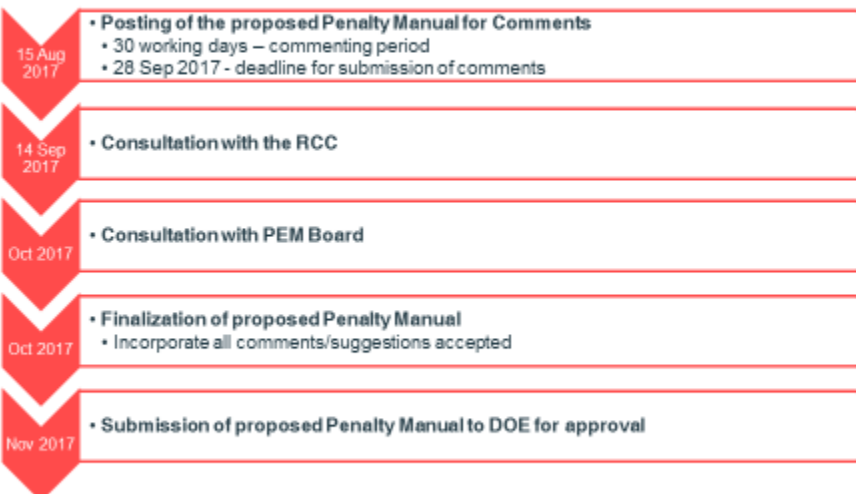 15 Aug
2017
• Posting of the proposed Penalty Manual for Comments
• 30 working days – commenting period
• 28 Sep 2017 - deadline for submission of comments
14 Sep
2017
• Consultation with the RCC
Oct 2017
• Consultation with PEM Board
Oct 2017
• Finalization of proposed Penalty Manual
• Incorporate all comments/suggestions accepted
Nov 2017
• Submission of proposed Penalty Manual to DOE for approval